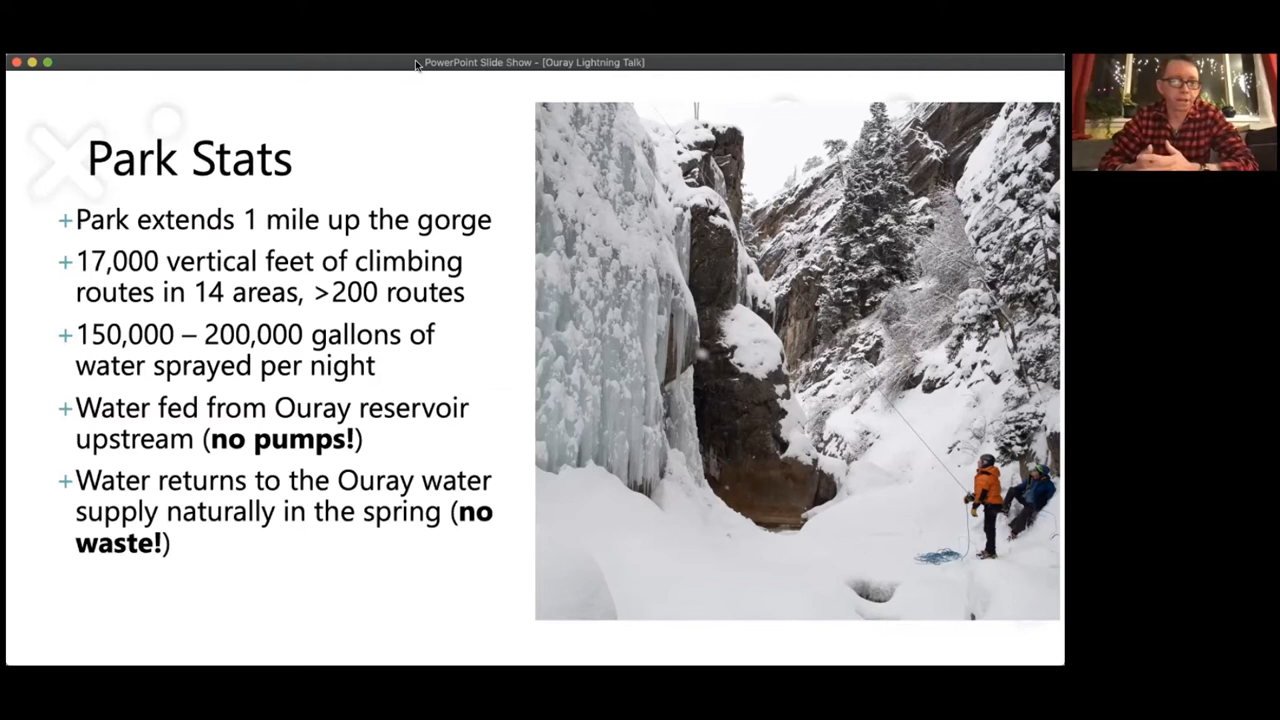 PowerPoint Slide Show - [Ouray Lightning Talk]
Park Stats
+Park extends 1 mile up the gorge
+17,000 vertical feet of climbing
routes in 14 areas, >200 routes
+150,000 – 200,000 gallons of
water sprayed per night
+Water fed from Ouray reservoir
upstream (no pumps!)
+Water returns to the Ouray water
supply naturally in the spring (no
waste!)